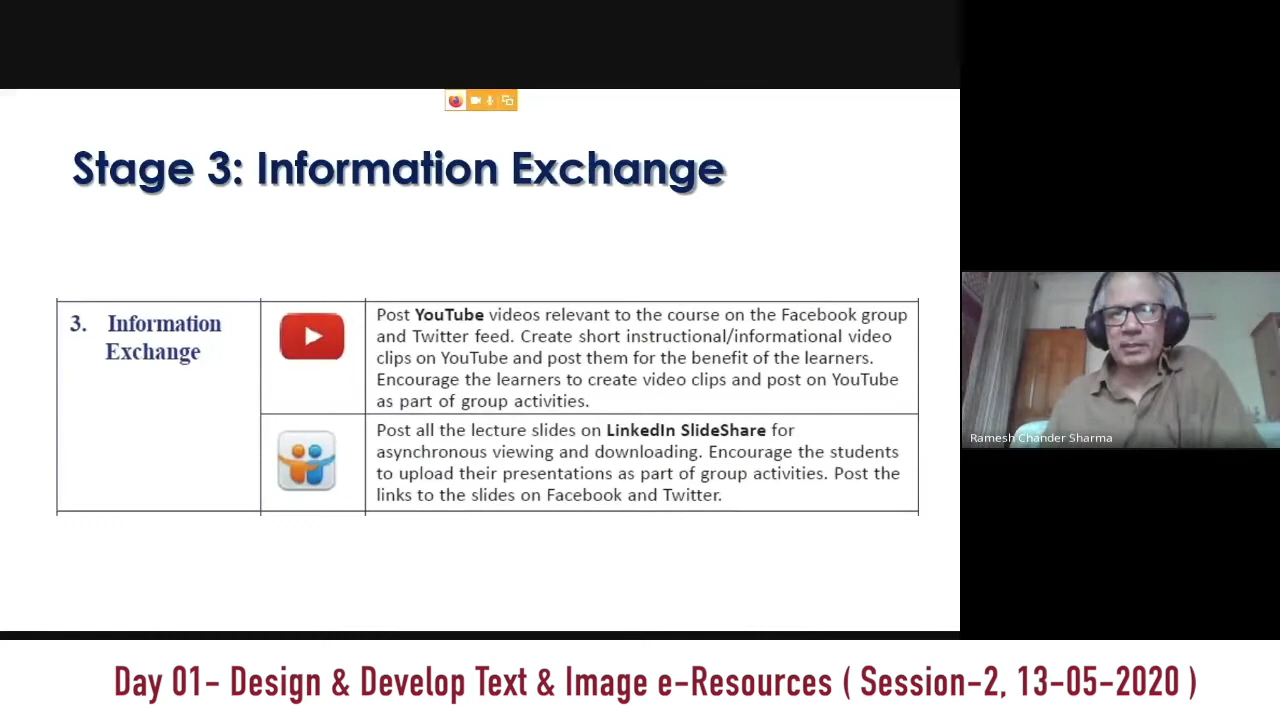 Stage 3: Information Exchange
3. Information
Exchange
Post YouTube videos relevant to the course on the Facebook group
and Twitter feed. Create short instructional/informational video
clips on YouTube and post them for the benefit of the learners.
Encourage the learners to create video clips and post on YouTube
as part of group activities.
Post all the lecture slides on LinkedIn SlideShare for
asynchronous viewing and downloading. Encourage the students
to upload their presentations as part of group activities. Post the
links to the slides on Facebook and Twitter.
Ramesh Chander Sharma
Day 01- Design & Develop Text & Image e-Resources ( Session-2, 13-05-2020 )